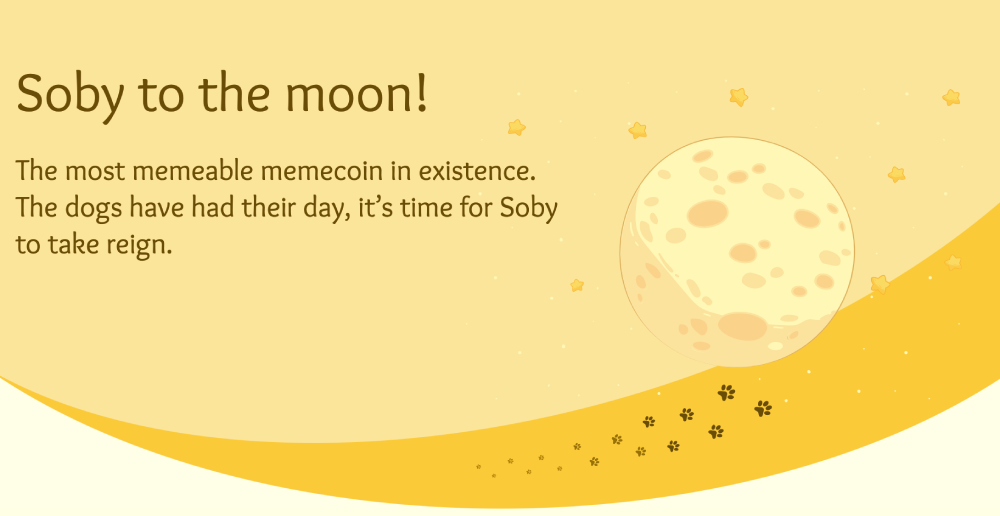 Soby to the moon!
The most memeable memecoin in existence.
The dogs have had their day, it’s time for Soby
to take reign.